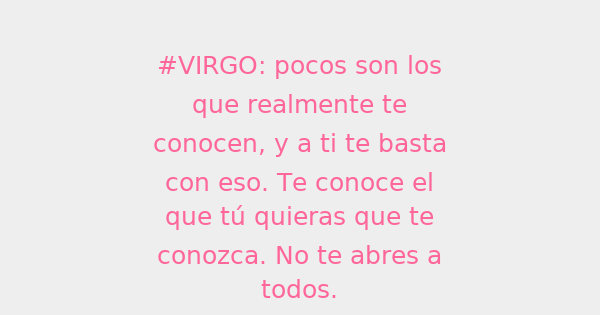 #VIRGO: pocos son los
que realmente te
conocen, y a ti te basta
con eso. Te conoce el
que tú quieras que te
conozca. No te abres a
todos.